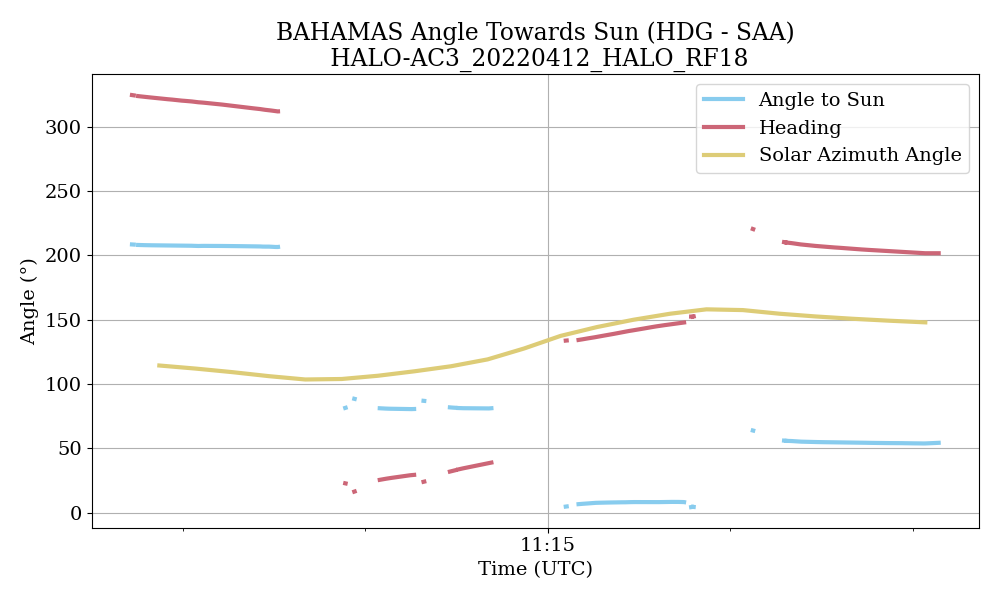 BAHAMAS Angle Towards Sun (HDG - SAA)
HALO-AC3_20220412_HALO_RF18
Angle to Sun
Heading
Solar Azimuth Angle
300
250
200
150
100
50
0
Angle (°)
11:15
Time (UTC)